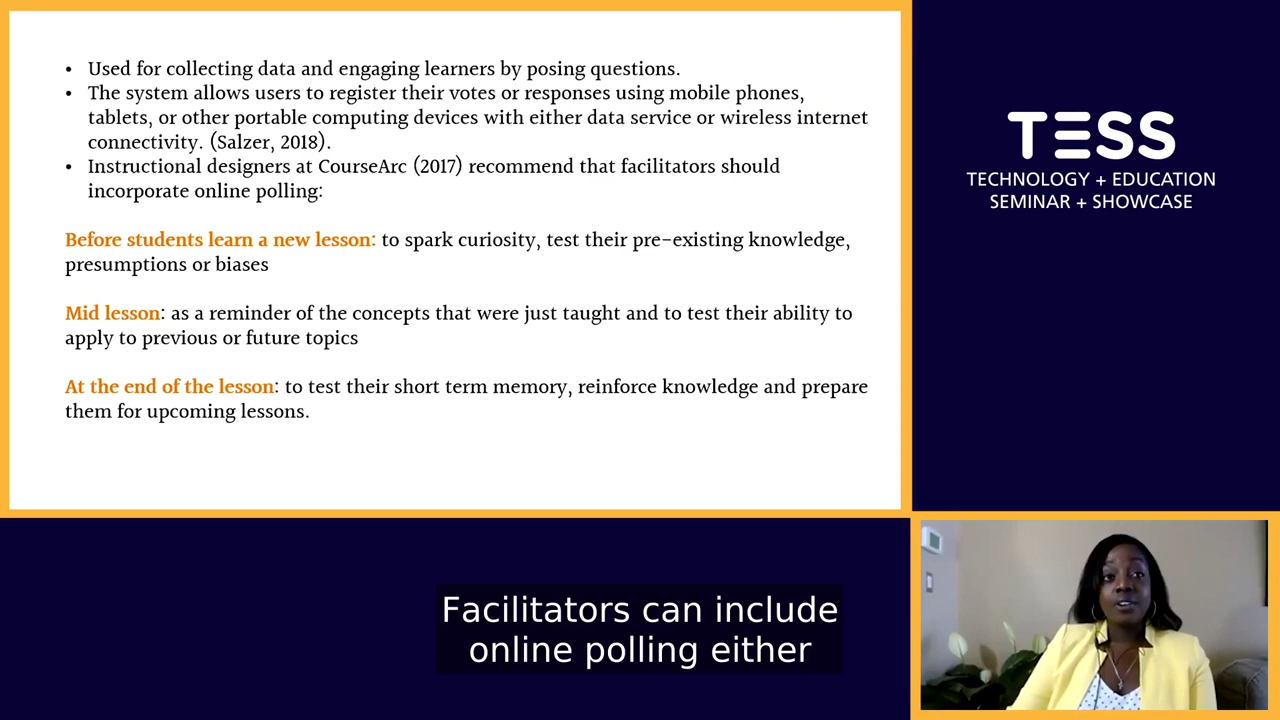 • Used for collecting data and engaging learners by posing questions.
• The system allows users to register their votes or responses using mobile phones,
tablets, or other portable computing devices with either data service or wireless internet
connectivity. (Salzer, 2018).
• Instructional designers at CourseArc (2017) recommend that facilitators should
incorporate online polling:
Before students learn a new lesson: to spark curiosity, test their pre-existing knowledge,
presumptions or biases
Mid lesson: as a reminder of the concepts that were just taught and to test their ability to
apply to previous or future topics
At the end of the lesson: to test their short term memory, reinforce knowledge and prepare
them for upcoming lessons.
TESS
TECHNOLOGY + EDUCATION
SEMINAR + SHOWCASE
Facilitators can include
online polling either